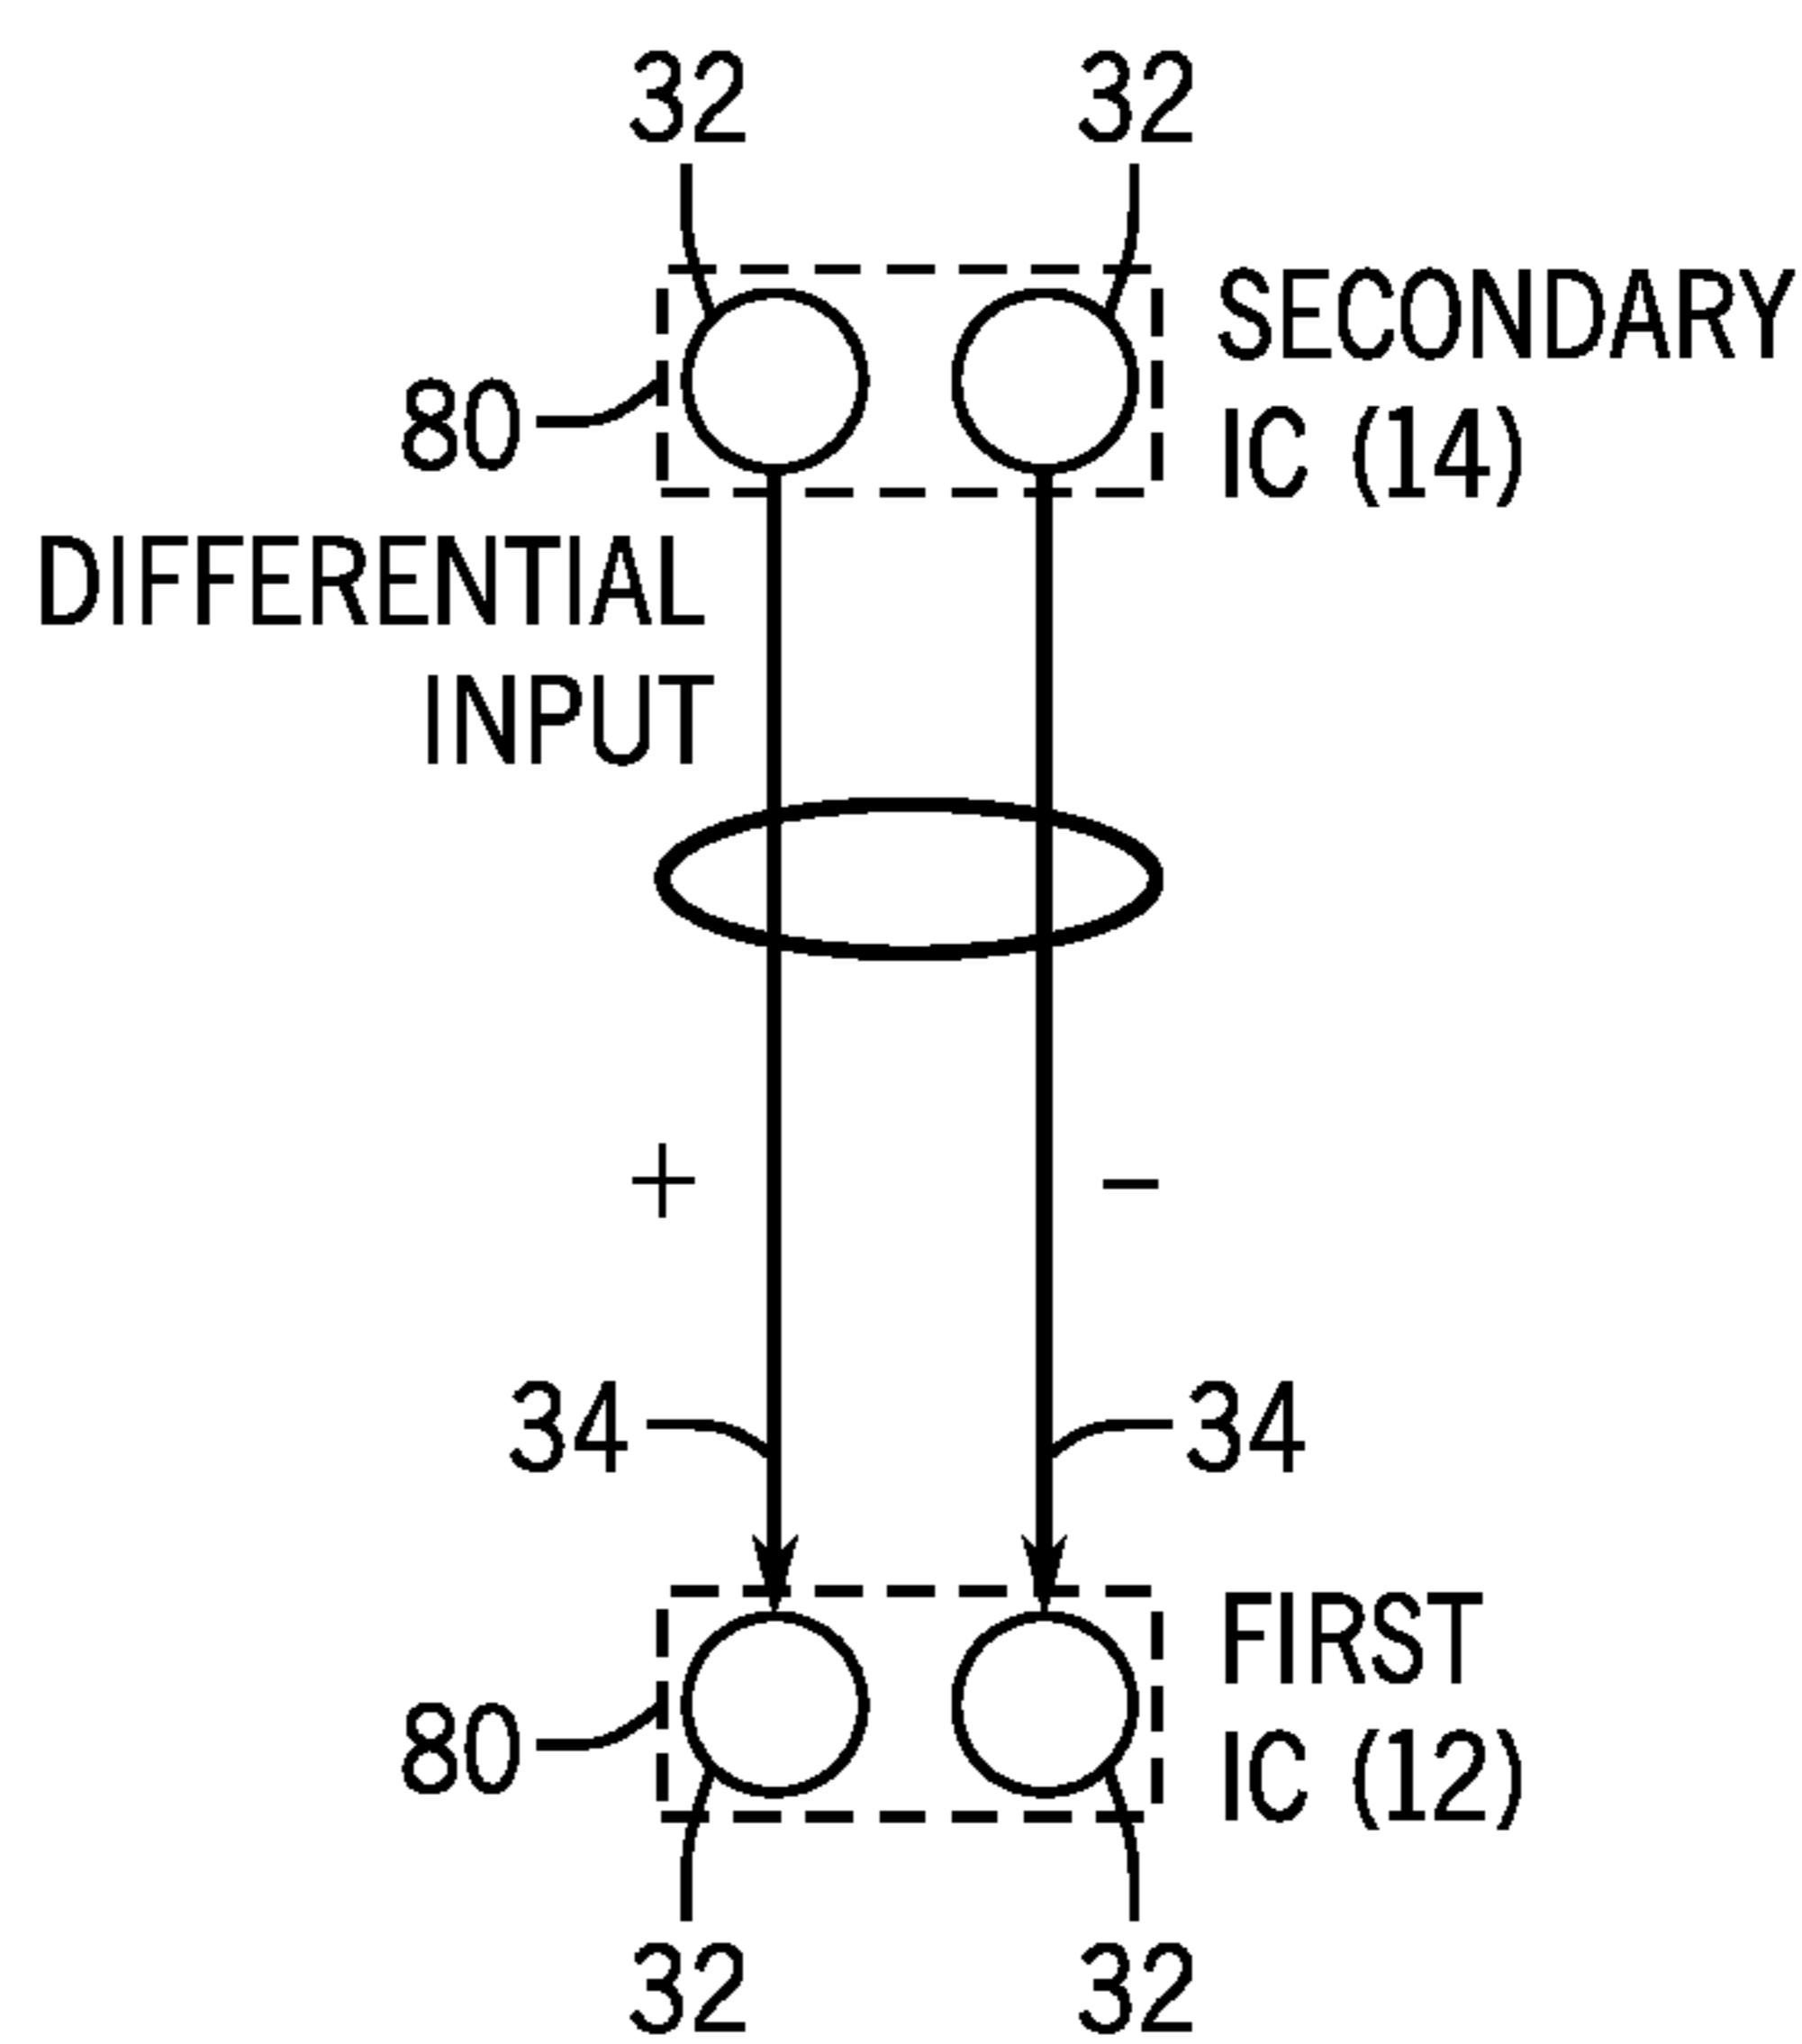 32 32
SECONDARY
80
IC (14)
DIFFERENTIAL
INPUT
+ −
34 34
FIRST
80
IC (12)
32 32